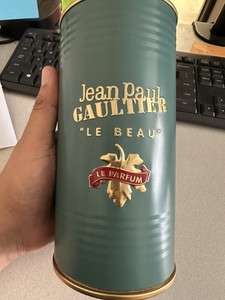 Jean Paul
GAULTIER
"LE BEAU"
LE PARFUM